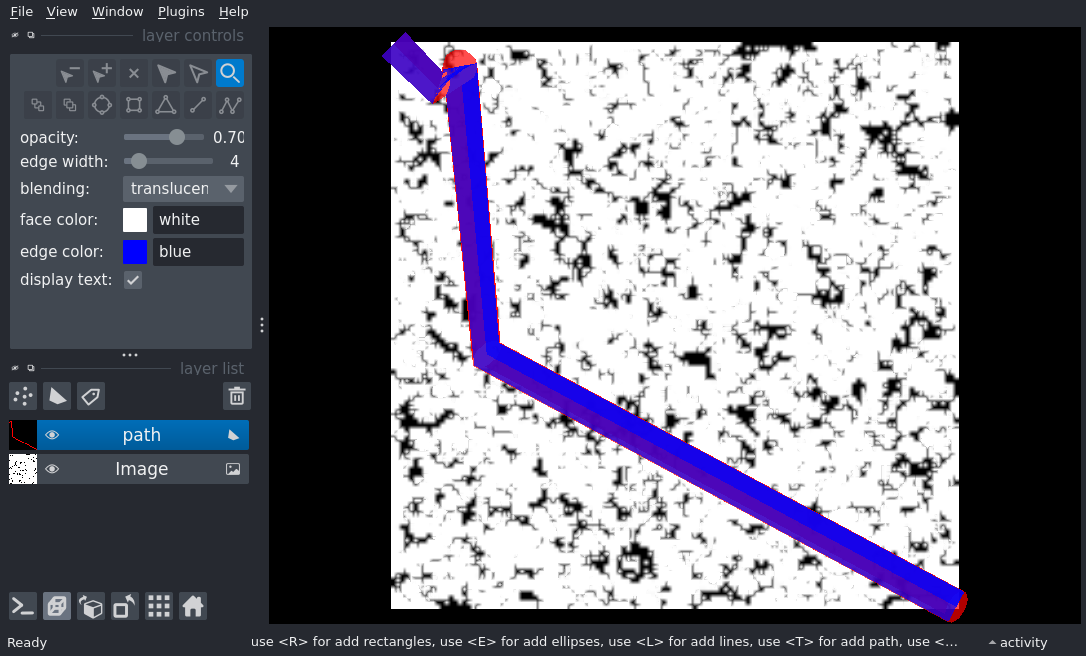 File View Window Plugins Help
layer controls
opacity: 0.70
edge width: 4
blending: translucen
face color: white
edge color: blue
display text:
layer list
path
Image
Ready use <R> for add rectangles, use <E> for add ellipses, use <L> for add lines, use <T> for add path, use <... activity